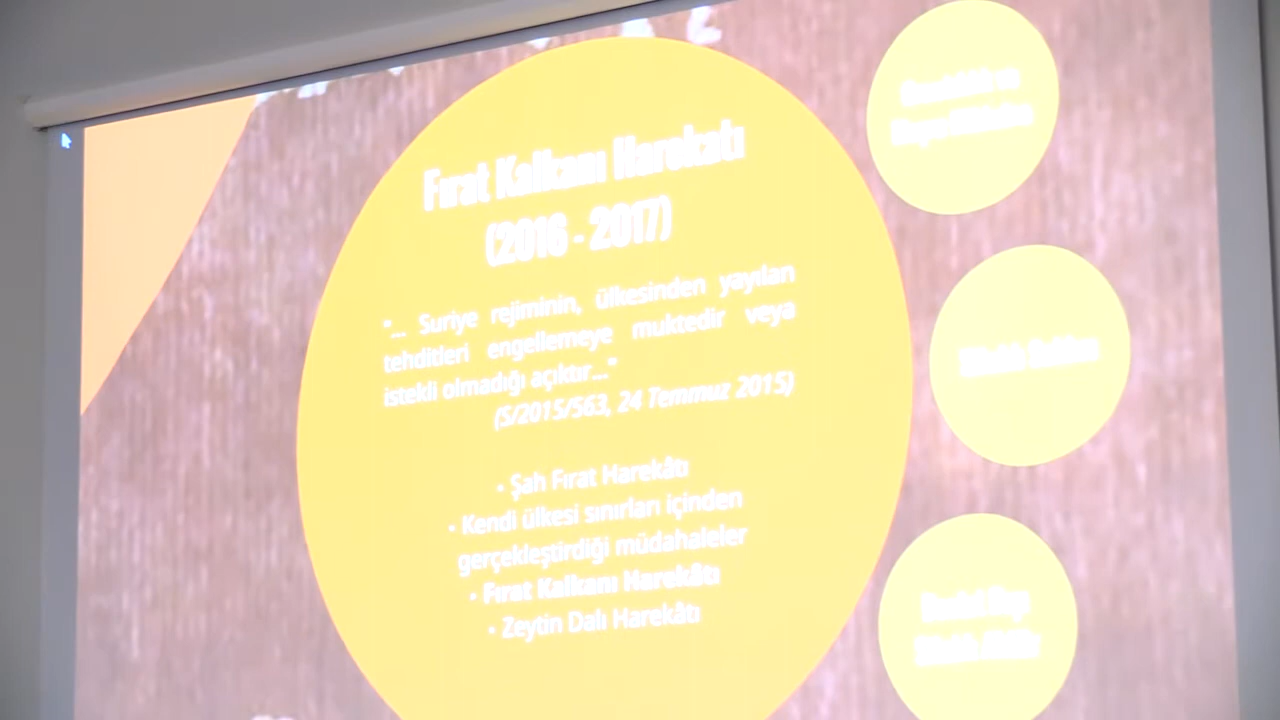 Fırat Kalkanı Harekatı
(2016 - 2017)
"... Suriye rejiminin, ülkesinden yayılan
tehditleri engellemeye muktedir veya
istekli olmadığı açıktır..."
(S/2015/563, 24 Temmuz 2015)
• Şah Fırat Harekâtı
• Kendi ülkesi sınırları içinden
gerçekleştirdiği müdahaleler
• Fırat Kalkanı Harekâtı
• Zeytin Dalı Harekâtı